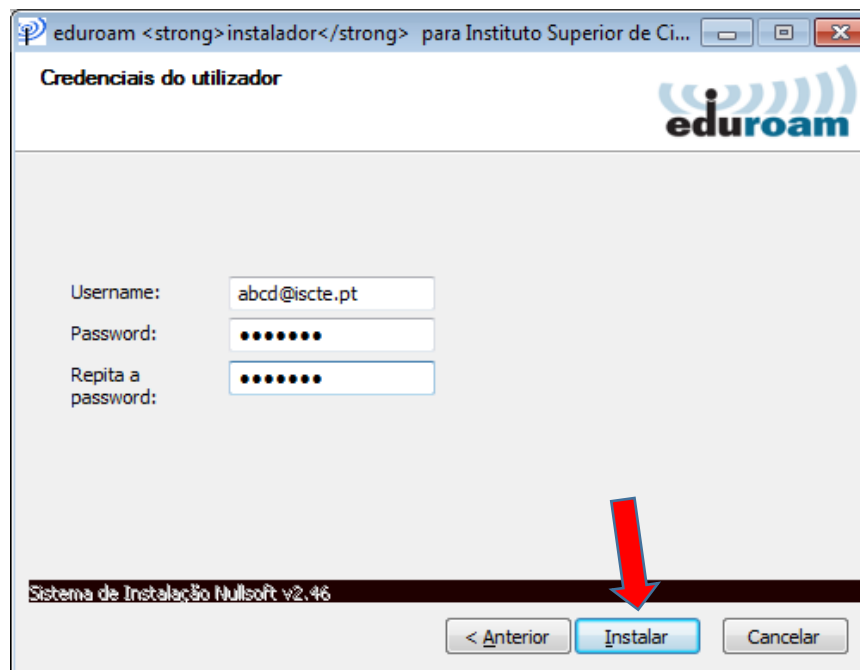 eduroam <strong>instalador</strong> para Instituto Superior de Ci...
Credenciais do utilizador
eduroam
Username:
abcd@iscte.pt
Password:
●●●●●●●
Repita a
password:
●●●●●●●
Sistema de Instalação Nullsoft v2.46
< Anterior
Instalar
Cancelar